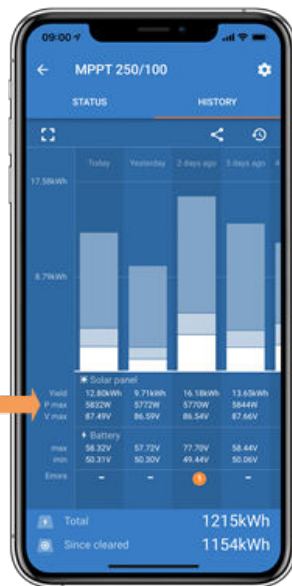 09:00
MPPT 250/100
STATUS HISTORY
Today Yesterday 2 days ago 3 days ago 4
17.58kWh
8.79kWh
Solar panel
Yield 12.80kWh 9.71kWh 16.18kWh 13.65kWh
P max 5832W 5772W 5770W 5844W
V max 87.49V 86.59V 86.54V 87.66V
Battery
max 58.32V 57.72V 77.70V 58.44V
min 50.31V 50.30V 49.44V 50.06V
Errors - - 1 -
Total 1215kWh
Since cleared 1154kWh